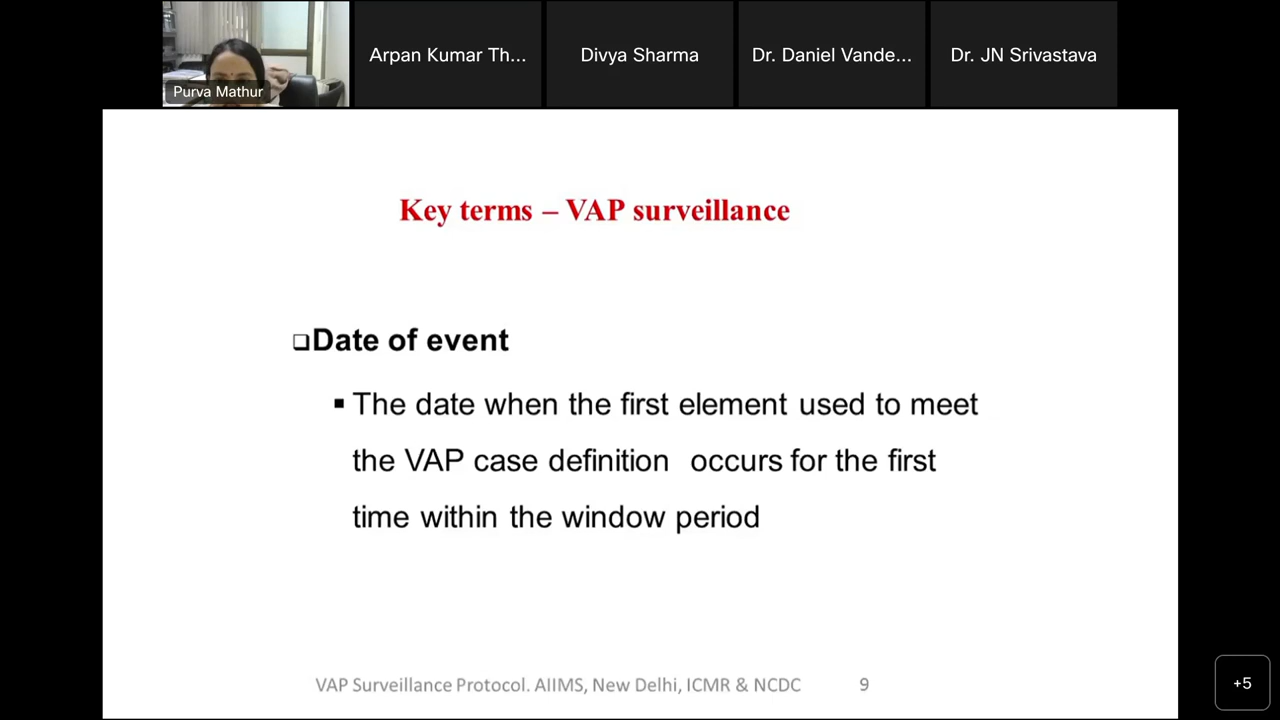 Purva Mathur
Arpan Kumar Th...
Divya Sharma
Dr. Daniel Vande...
Dr. JN Srivastava
Key terms – VAP surveillance
Date of event
The date when the first element used to meet
the VAP case definition occurs for the first
time within the window period
VAP Surveillance Protocol. AIIMS, New Delhi, ICMR & NCDC 9
+5